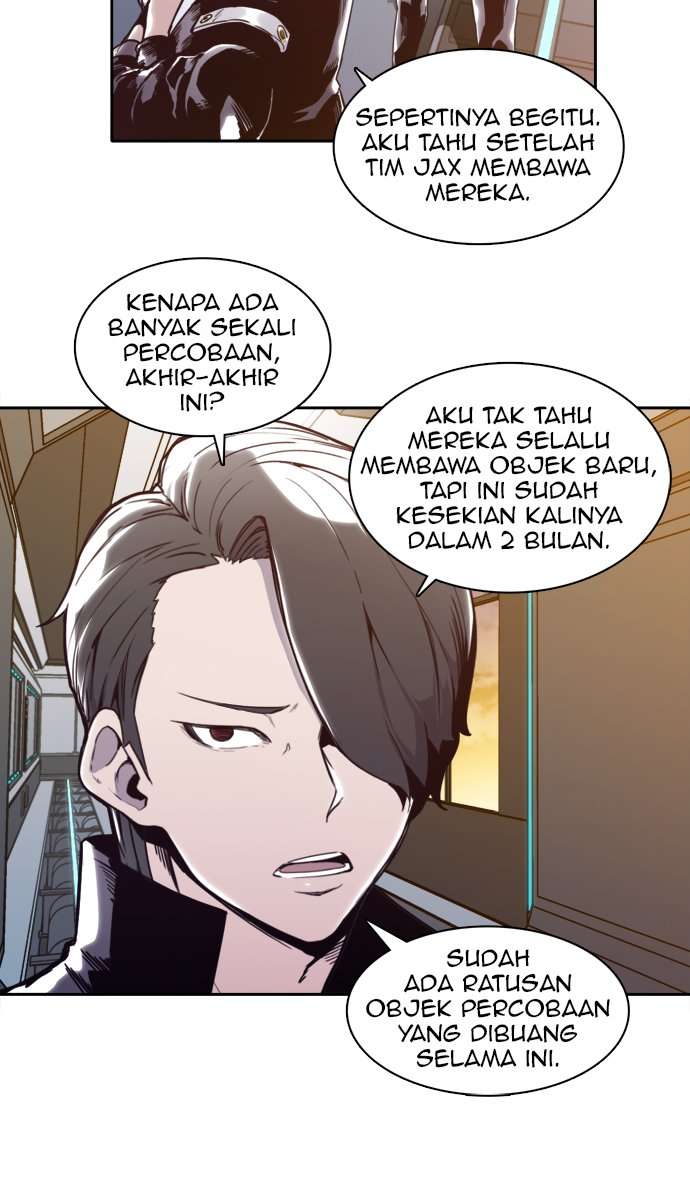 SEPERTINYA BEGITU.
AKU TAHU SETELAH
TIM JAX MEMBAWA
MEREKA.
KENAPA ADA
BANYAK SEKALI
PERCOBAAN,
AKHIR-AKHIR
INI?
AKU TAK TAHU
MEREKA SELALU
MEMBAWA OBJEK BARU,
TAPI INI SUDAH
KESEKIAN KALINYA
DALAM 2 BULAN.
SUDAH
ADA RATUSAN
OBJEK PERCOBAAN
YANG DIBUANG
SELAMA INI.